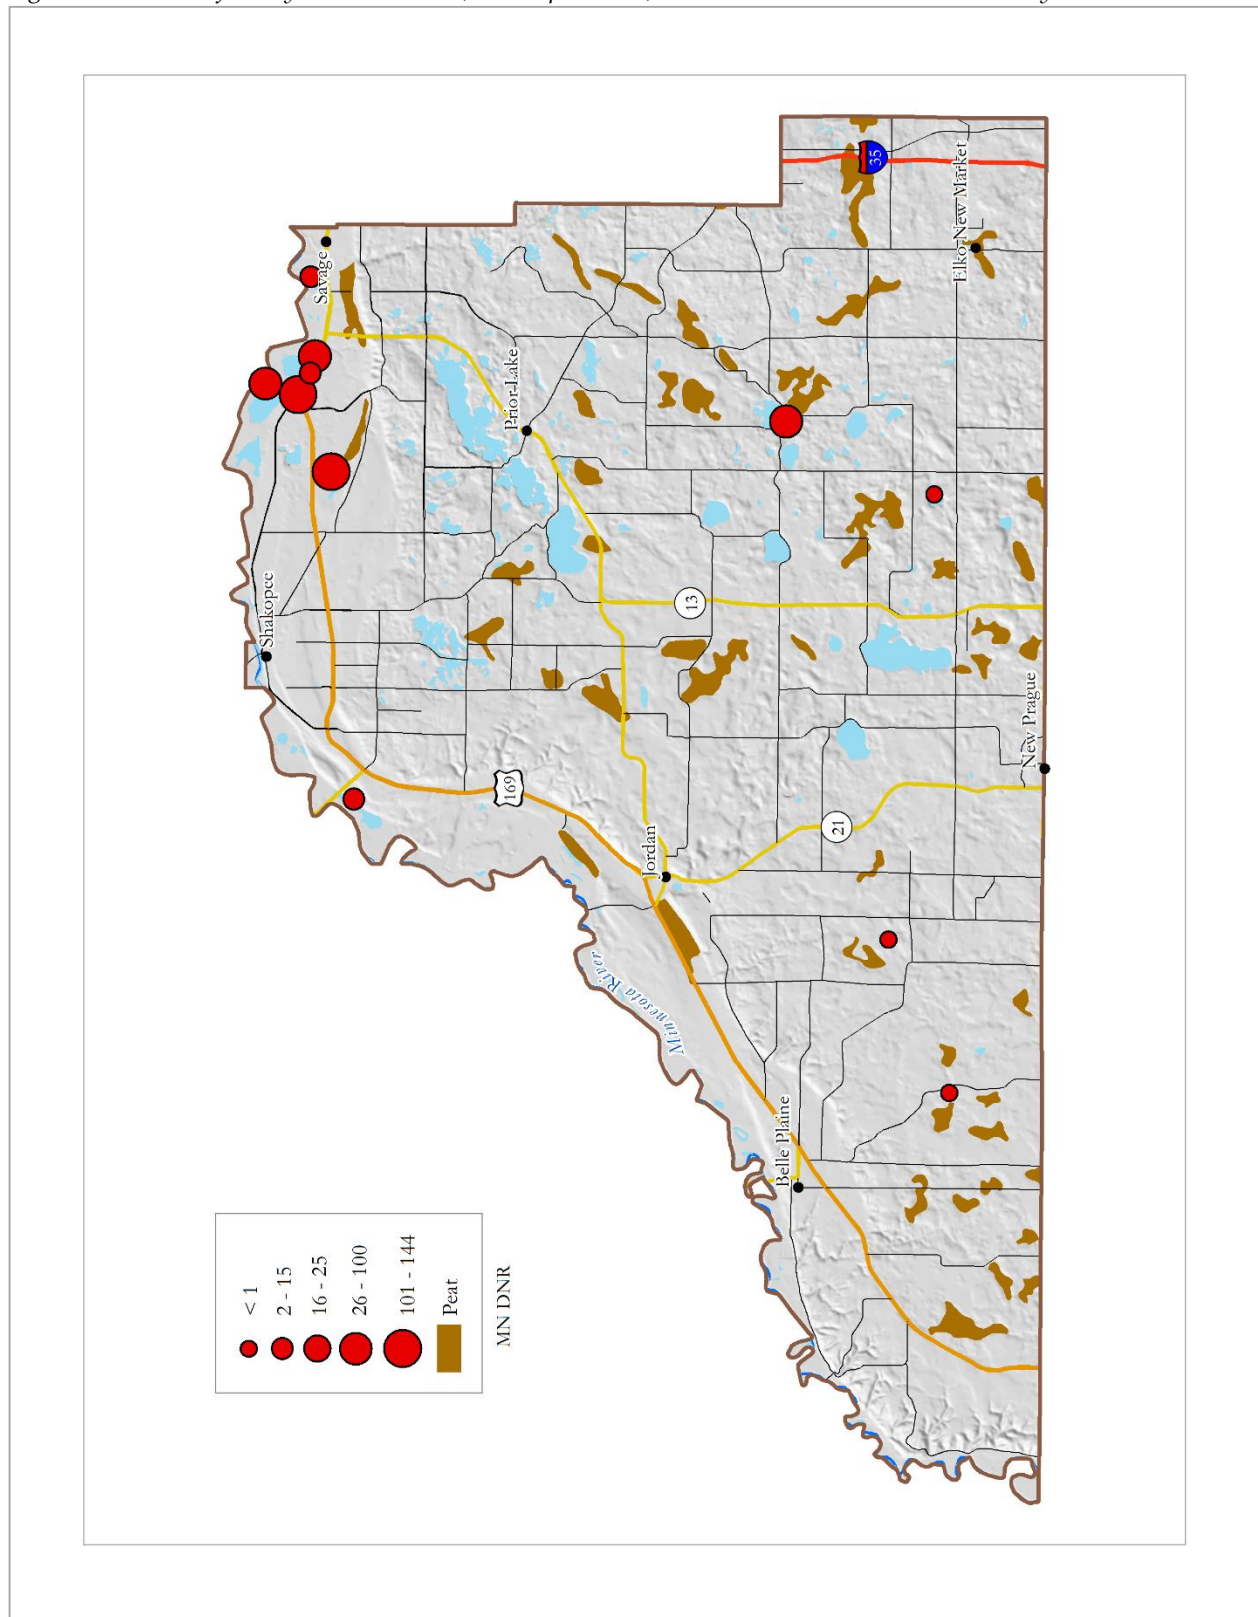 Savage
Shakopee
Prior Lake
35
Elko New Market
13
169
Jordan
21
New Prague
Minnesota River
Belle Plaine
< 1
2 - 15
16 - 25
26 - 100
101 - 144
Peat
MN DNR